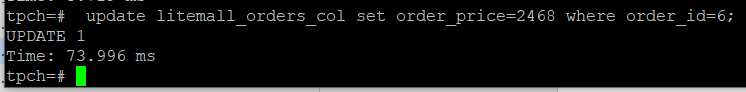 tpch=#  update litemall_orders_col set order_price=2468 where order_id=6;
UPDATE 1
Time: 73.996 ms
tpch=#